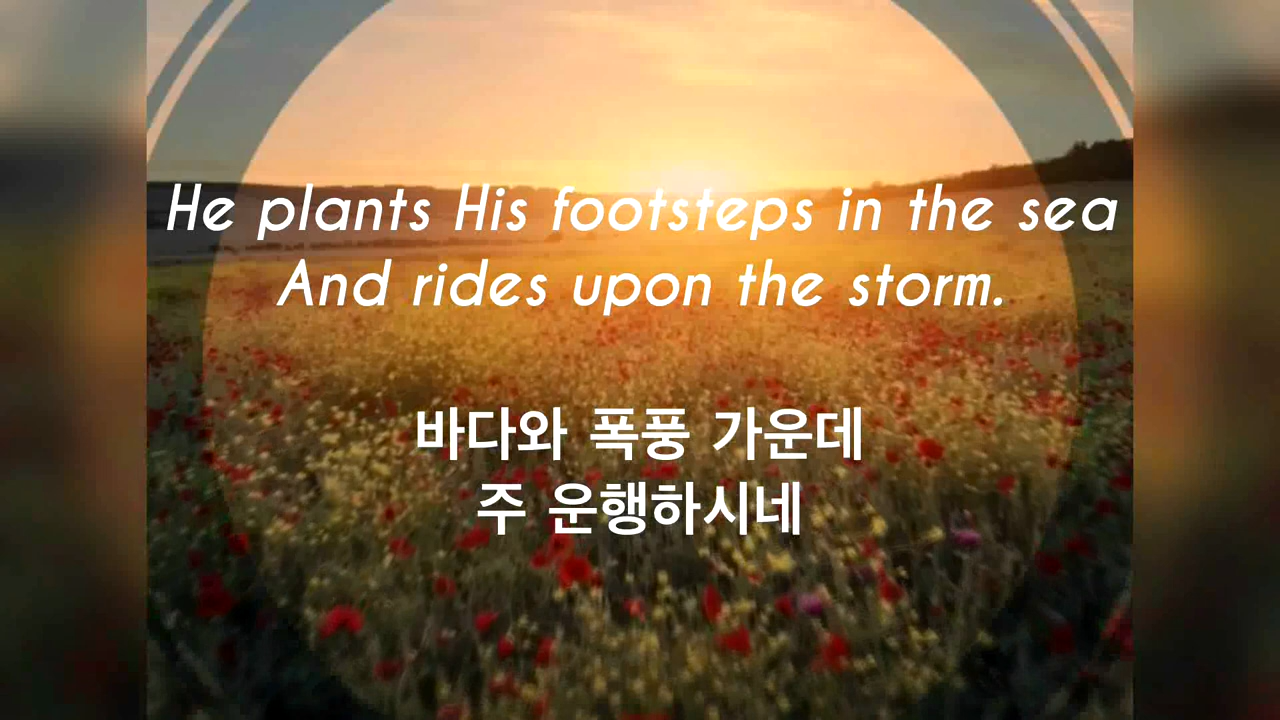 He plants His footsteps in the sea
And rides upon the storm.
바다와 폭풍 가운데
주 운행하시네